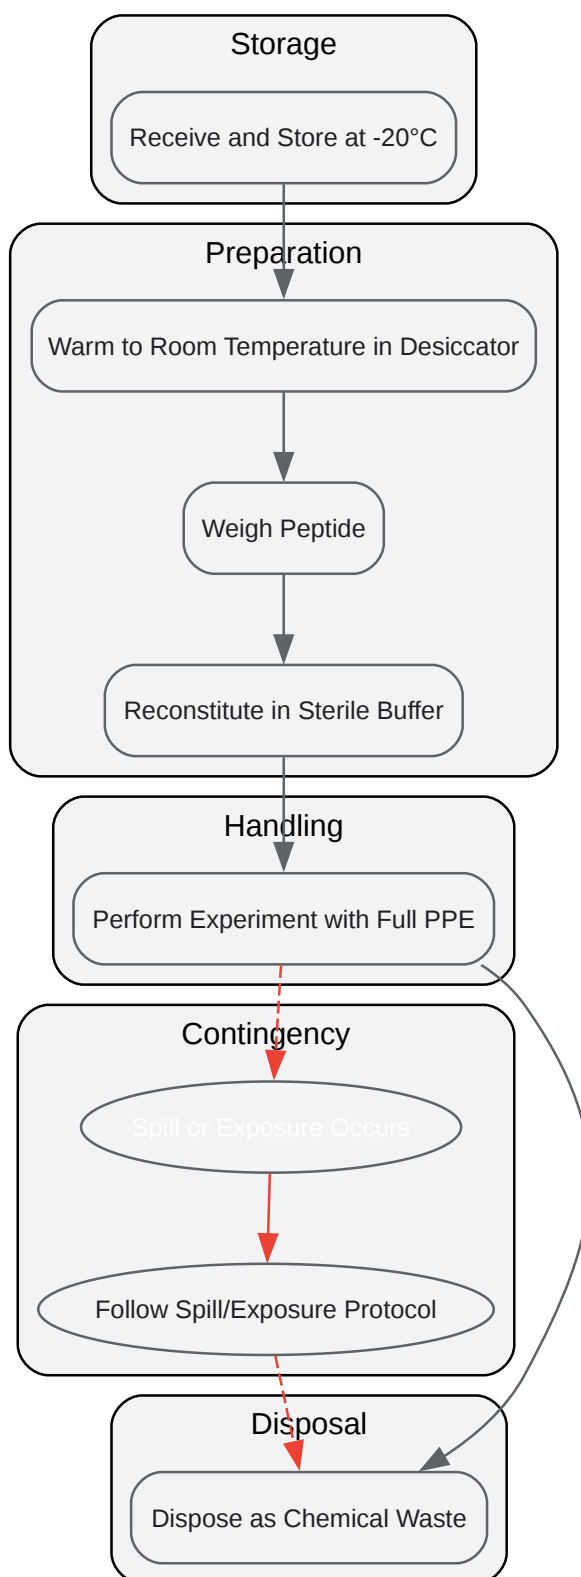 Storage
Receive and Store at -20°C
Preparation
Warm to Room Temperature in Desiccator
Weigh Peptide
Reconstitute in Sterile Buffer
Handling
Perform Experiment with Full PPE
Contingency
Spill or Exposure Occurs
Follow Spill/Exposure Protocol
Disposal
Dispose as Chemical Waste